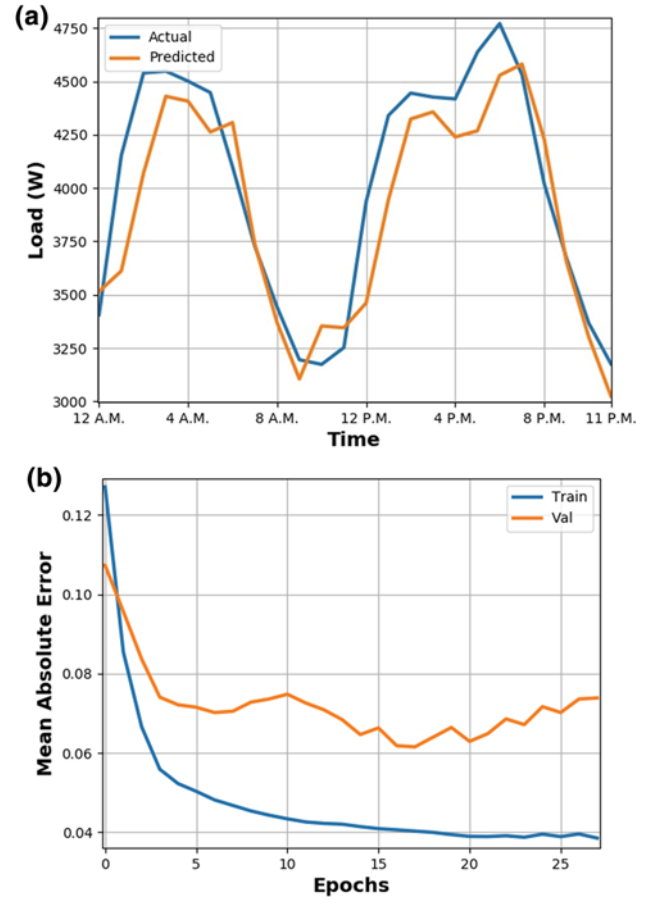 (a)
Actual
Predicted
4750
4500
4250
4000
3750
3500
3250
3000
Load (W)
12 A.M. 4 A.M. 8 A.M. 12 P.M. 4 P.M. 8 P.M. 11 P.M.
Time
(b)
Train
Val
0.12
0.10
0.08
0.06
0.04
Mean Absolute Error
0 5 10 15 20 25
Epochs